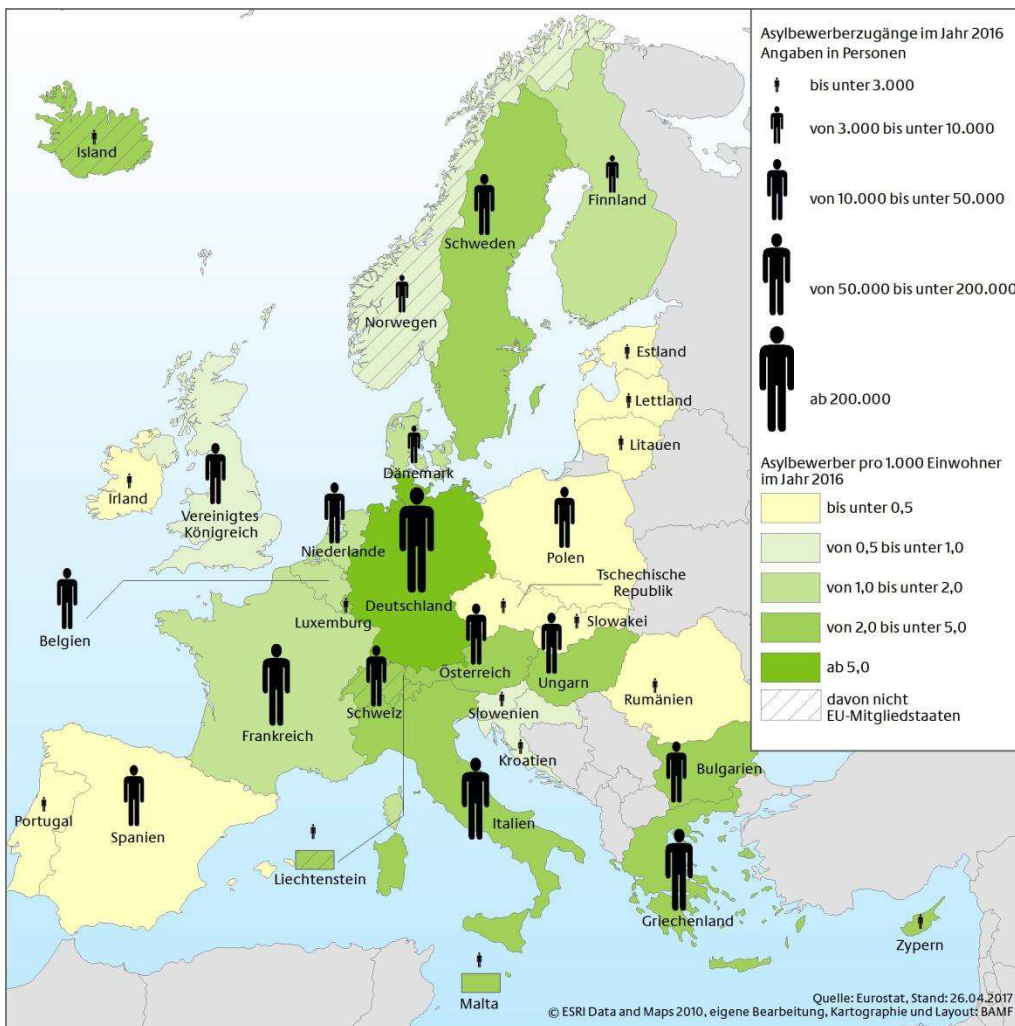 Asylbewerberzugänge im Jahr 2016
Angaben in Personen
bis unter 3.000
von 3.000 bis unter 10.000
von 10.000 bis unter 50.000
von 50.000 bis unter 200.000
ab 200.000
Asylbewerber pro 1.000 Einwohner
im Jahr 2016
bis unter 0,5
von 0,5 bis unter 1,0
von 1,0 bis unter 2,0
von 2,0 bis unter 5,0
ab 5,0
davon nicht
EU-Mitgliedstaaten
Island
Finnland
Schweden
Norwegen
Estland
Lettland
Litauen
Dänemark
Irland
Vereinigtes
Königreich
Niederlande
Polen
Tschechische
Republik
Belgien
Deutschland
Luxemburg
Slowakei
Österreich
Ungarn
Rumänien
Schweiz
Slowenien
Frankreich
Kroatien
Bulgarien
Portugal
Spanien
Italien
Liechtenstein
Griechenland
Zypern
Malta
Quelle: Eurostat, Stand: 26.04.2017
© ESRI Data and Maps 2010, eigene Bearbeitung, Kartographie und Layout: BAMF